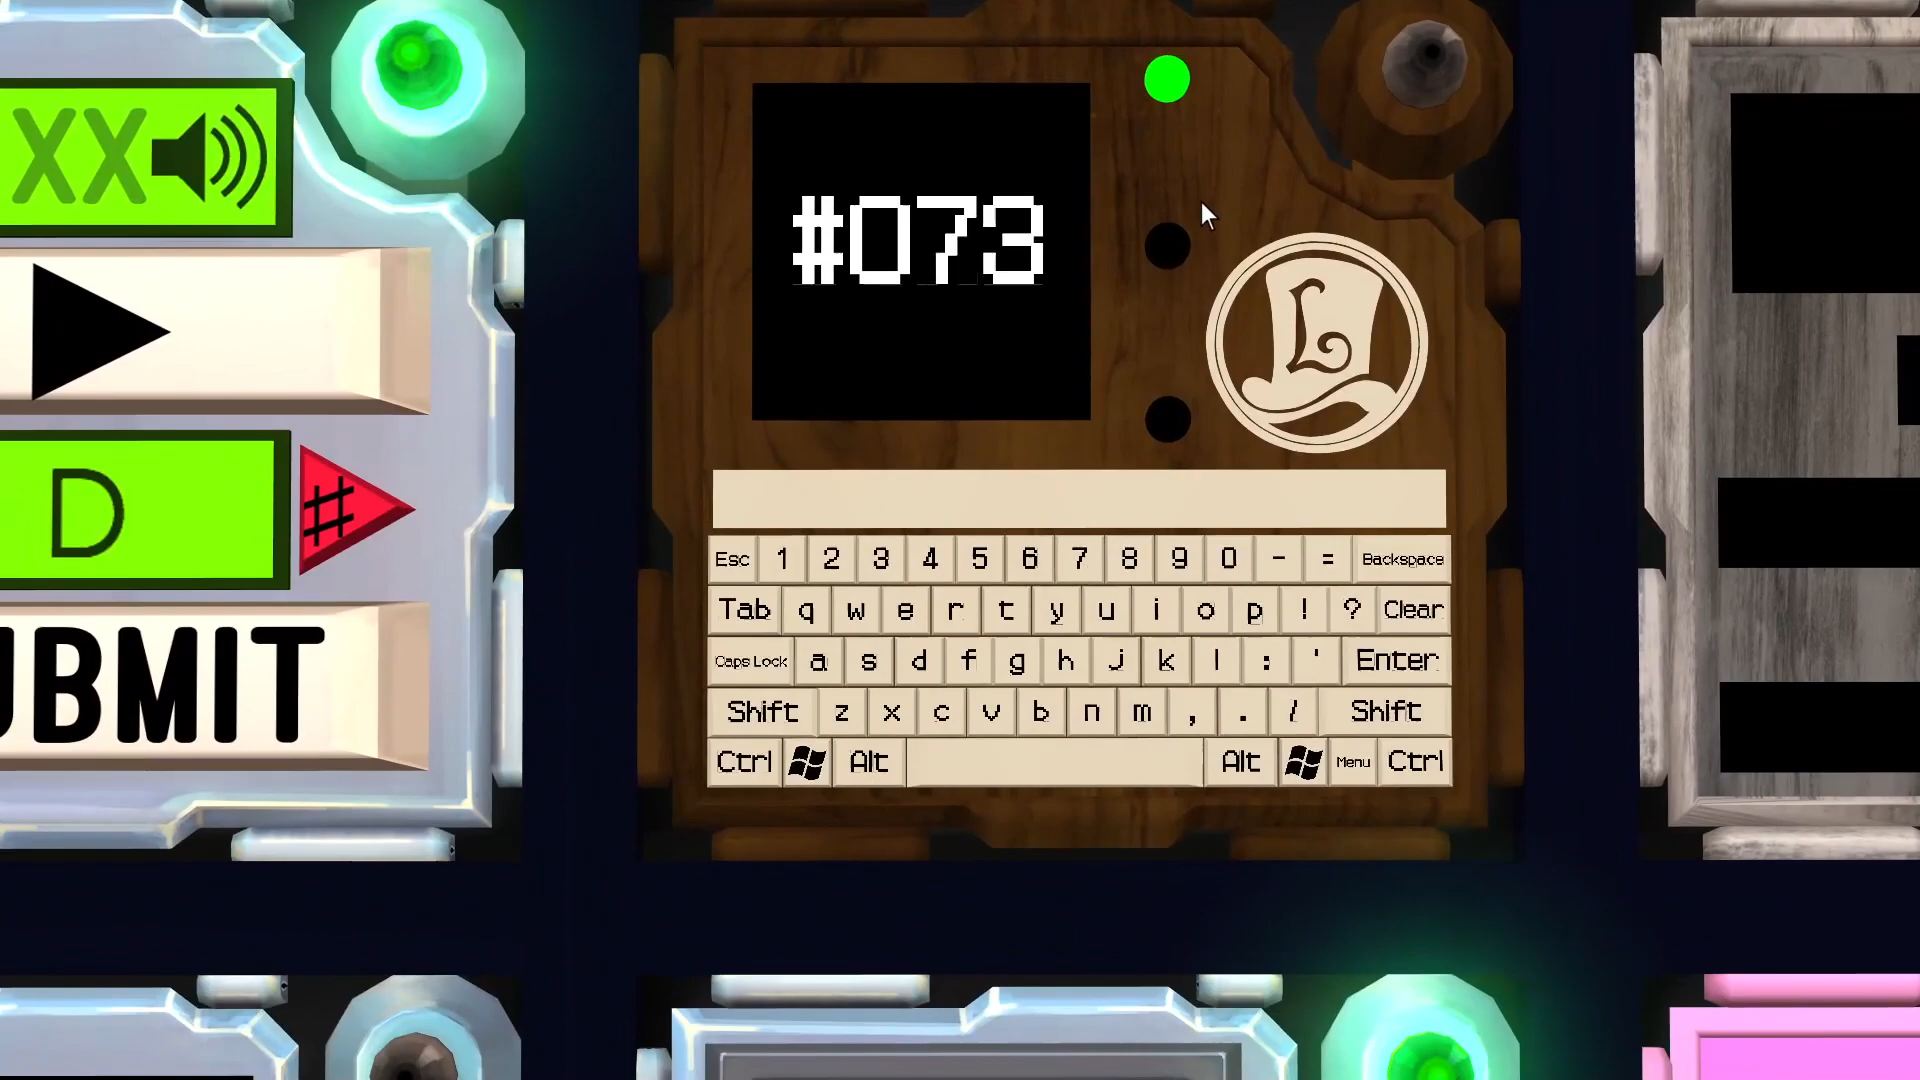 XX
D
#
UBMIT
#073
L
Esc 1 2 3 4 5 6 7 8 9 0 - = Backspace
Tab q w e r t y u i o p ! ? Clear
Caps Lock a s d f g h j k l : ' Enter
Shift z x c v b n m , . / Shift
Ctrl Alt Alt Menu Ctrl